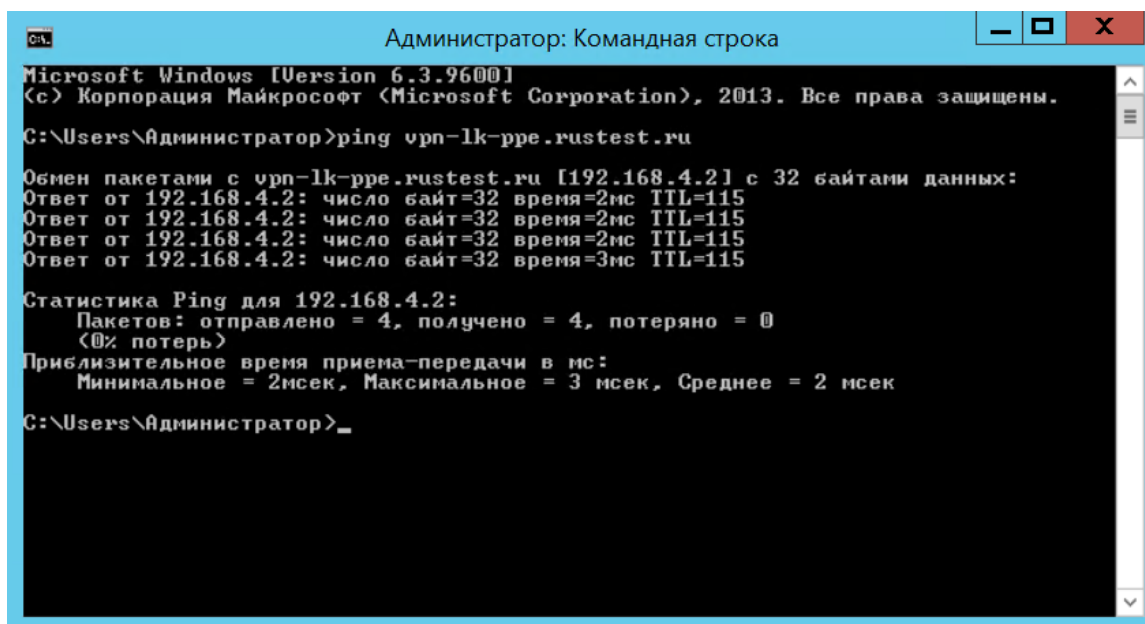 Администратор: Командная строка
Microsoft Windows [Version 6.3.9600]
(c) Корпорация Майкрософт (Microsoft Corporation), 2013. Все права защищены.
C:\Users\Администратор>ping vpn-lk-ppe.rustest.ru
Обмен пакетами с vpn-lk-ppe.rustest.ru [192.168.4.2] с 32 байтами данных:
Ответ от 192.168.4.2: число байт=32 время=2мс TTL=115
Ответ от 192.168.4.2: число байт=32 время=2мс TTL=115
Ответ от 192.168.4.2: число байт=32 время=2мс TTL=115
Ответ от 192.168.4.2: число байт=32 время=3мс TTL=115
Статистика Ping для 192.168.4.2:
Пакетов: отправлено = 4, получено = 4, потеряно = 0
(0% потерь)
Приблизительное время приема-передачи в мс:
Минимальное = 2мсек, Максимальное = 3 мсек, Среднее = 2 мсек
C:\Users\Администратор>_